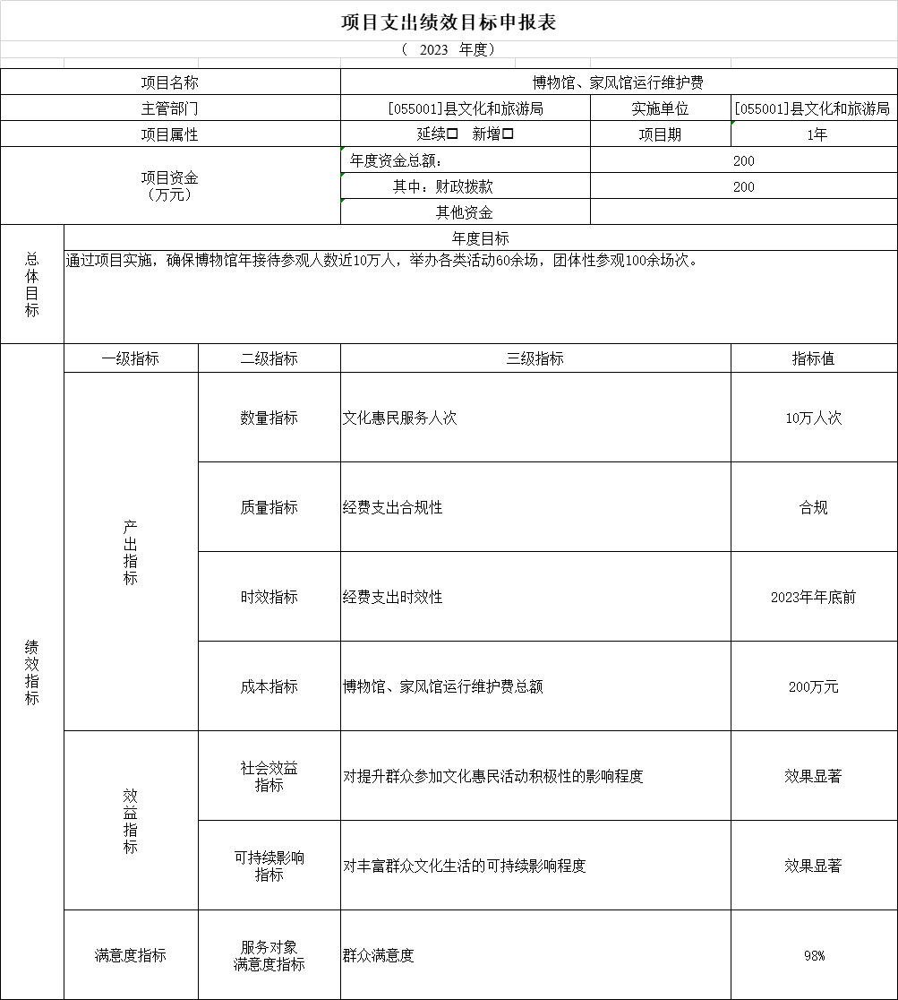 项目支出绩效目标申报表
（ 2023 年度）
项目名称 博物馆、家风馆运行维护费
主管部门 [055001]县文化和旅游局 实施单位 [055001]县文化和旅游局
项目属性 延续□ 新增□ 项目期 1年
项目资金
（万元）
年度资金总额： 200
其中：财政拨款 200
其他资金
总体目标
年度目标
通过项目实施，确保博物馆年接待参观人数近10万人，举办各类活动60余场，团体性参观100余场次。
绩效指标
一级指标 二级指标 三级指标 指标值
产出指标
数量指标 文化惠民服务人次 10万人次
质量指标 经费支出合规性 合规
时效指标 经费支出时效性 2023年年底前
成本指标 博物馆、家风馆运行维护费总额 200万元
效益指标
社会效益
指标
对提升群众参加文化惠民活动积极性的影响程度 效果显著
可持续影响
指标
对丰富群众文化生活的可持续影响程度 效果显著
满意度指标
服务对象
满意度指标
群众满意度 98%